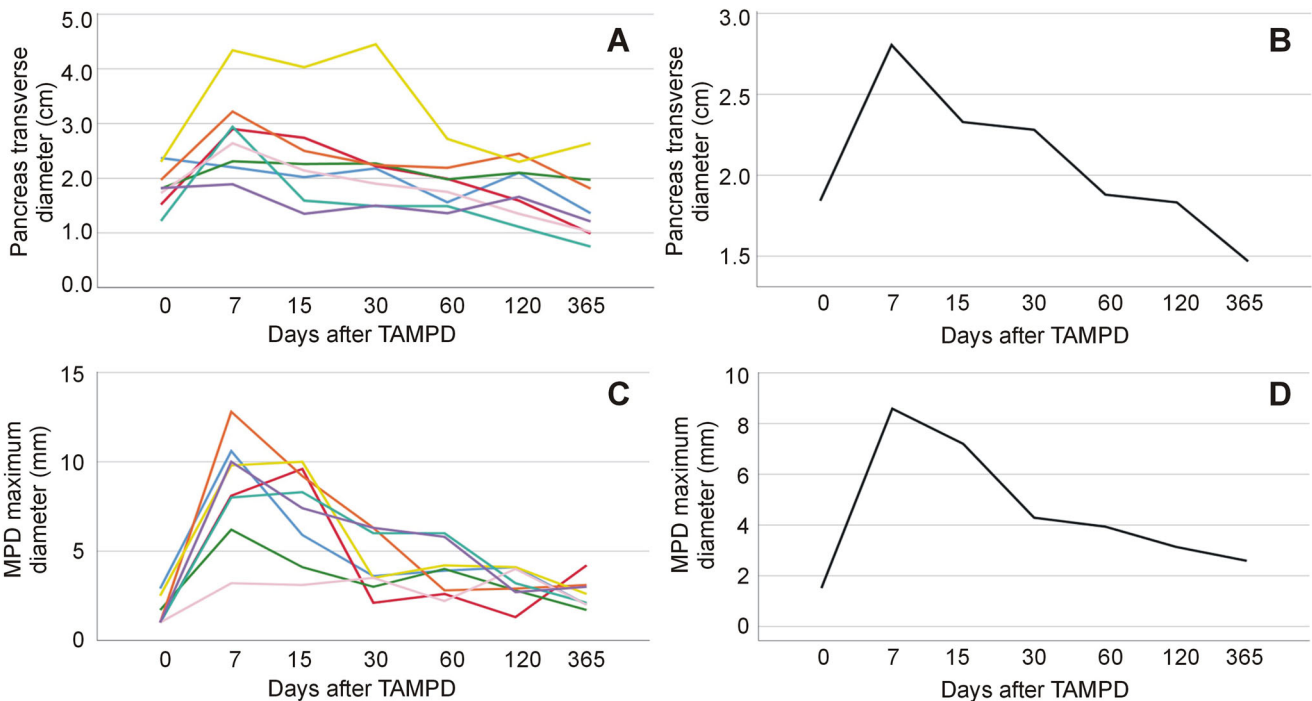 A
Pancreas transverse
diameter (cm)
5.0
4.0
3.0
2.0
1.0
0.0
0 7 15 30 60 120 365
Days after TAMPD
B
Pancreas transverse
diameter (cm)
3.0
2.5
2.0
1.5
0 7 15 30 60 120 365
Days after TAMPD
C
MPD maximum
diameter (mm)
15
10
5
0
0 7 15 30 60 120 365
Days after TAMPD
D
MPD maximum
diameter (mm)
10
8
6
4
2
0
0 7 15 30 60 120 365
Days after TAMPD